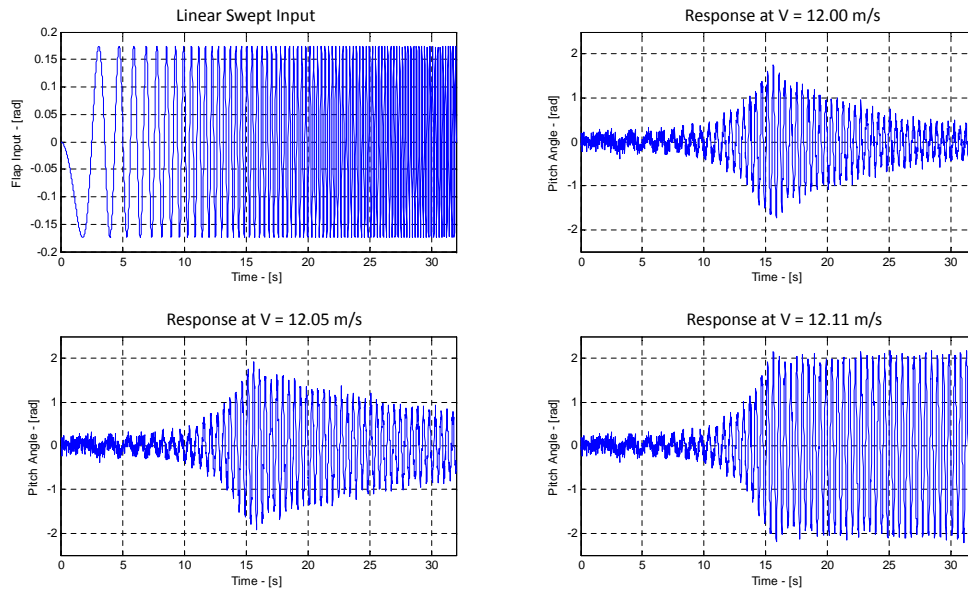 Linear Swept Input
0.2
0.15
0.1
0.05
0
-0.05
-0.1
-0.15
-0.2
Flap Input - [rad]
0 5 10 15 20 25 30
Time - [s]
Response at V = 12.00 m/s
2
1
0
-1
-2
Pitch Angle - [rad]
0 5 10 15 20 25 30
Time - [s]
Response at V = 12.05 m/s
2
1
0
-1
-2
Pitch Angle - [rad]
0 5 10 15 20 25 30
Time - [s]
Response at V = 12.11 m/s
2
1
0
-1
-2
Pitch Angle - [rad]
0 5 10 15 20 25 30
Time - [s]